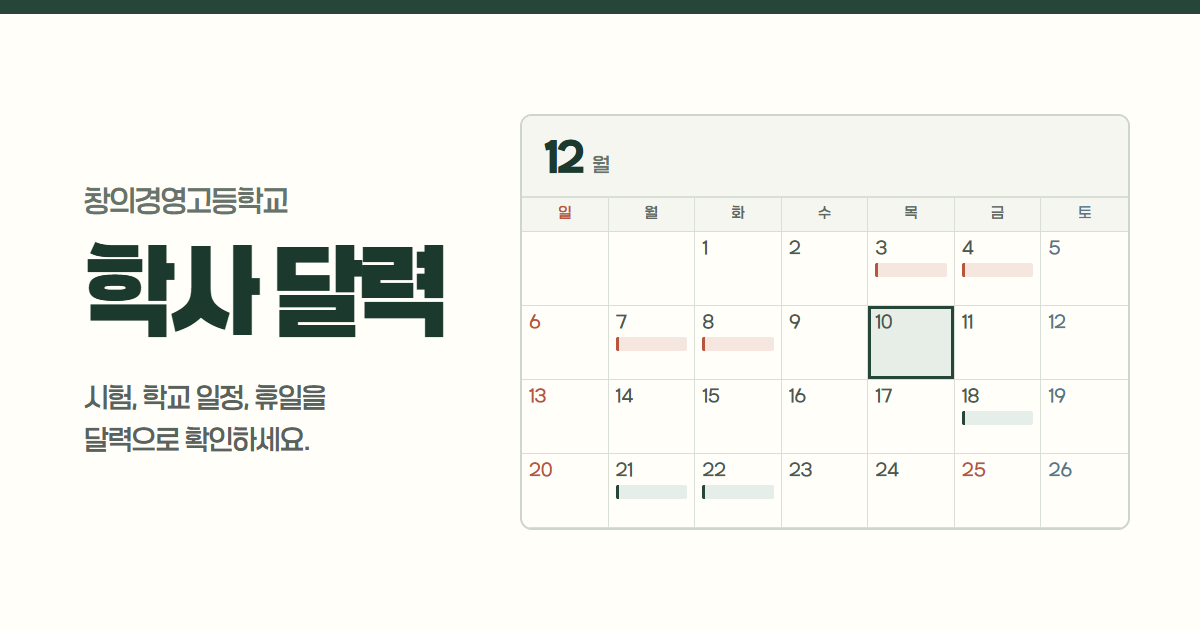 창의경영고등학교
학사 달력
시험, 학교 일정, 휴일을
달력으로 확인하세요.
12 월
일 월 화 수 목 금 토
1 2 3 4 5
6 7 8 9 10 11 12
13 14 15 16 17 18 19
20 21 22 23 24 25 26